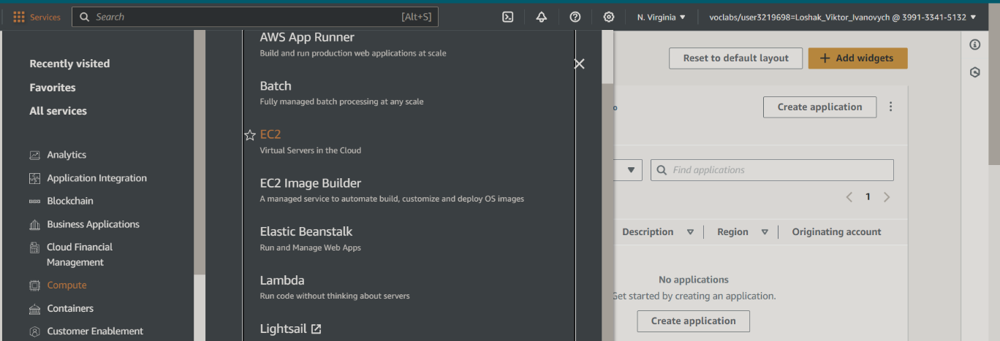 Services
Search
[Alt+S]
N. Virginia
voclabs/user3219698=Loshak_Viktor_Ivanovych @ 3991-3341-5132
Recently visited
Favorites
All services
Analytics
Application Integration
Blockchain
Business Applications
Cloud Financial
Management
Compute
Containers
Customer Enablement
AWS App Runner
Build and run production web applications at scale
Batch
Fully managed batch processing at any scale
EC2
Virtual Servers in the Cloud
EC2 Image Builder
A managed service to automate build, customize and deploy OS images
Elastic Beanstalk
Run and Manage Web Apps
Lambda
Run code without thinking about servers
Lightsail
Reset to default layout
+ Add widgets
o
Create application
Find applications
1
Description
Region
Originating account
No applications
Get started by creating an application.
Create application